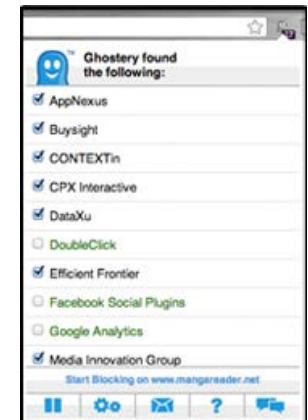 Ghostery found
the following:
AppNexus
Buysight
CONTEXTin
CPX Interactive
DataXu
DoubleClick
Efficient Frontier
Facebook Social Plugins
Google Analytics
Media Innovation Group
Start Blocking on www.mangareader.net
?